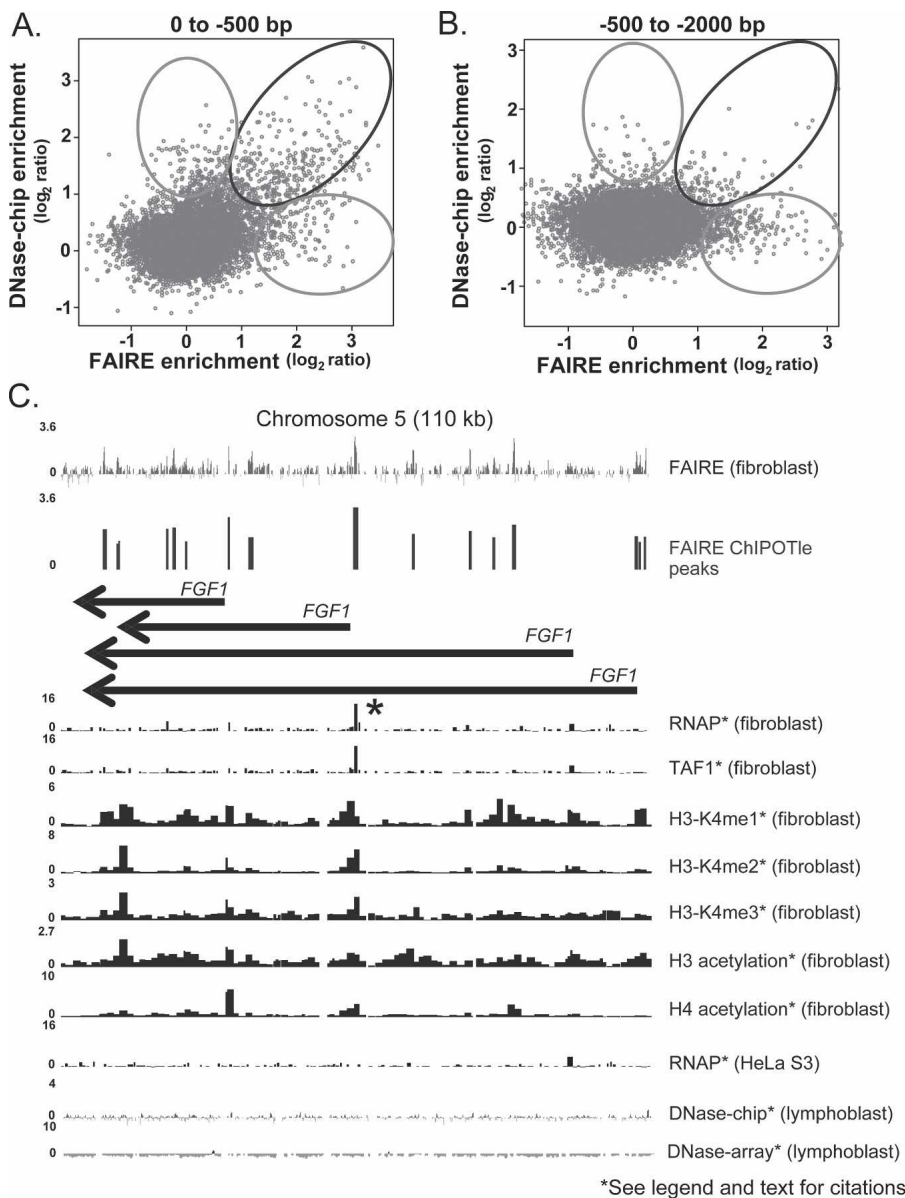 A.
0 to -500 bp
DNase-chip enrichment
(log2 ratio)
3
2
1
0
-1
-1 0 1 2 3
FAIRE enrichment (log2 ratio)
B.
-500 to -2000 bp
DNase-chip enrichment
(log2 ratio)
3
2
1
0
-1
-1 0 1 2 3
FAIRE enrichment (log2 ratio)
C.
Chromosome 5 (110 kb)
3.6
0
FAIRE (fibroblast)
3.6
0
FAIRE ChIPOTle
peaks
FGF1
FGF1
FGF1
FGF1
*
16
0
RNAP* (fibroblast)
16
0
TAF1* (fibroblast)
6
0
H3-K4me1* (fibroblast)
8
0
H3-K4me2* (fibroblast)
3
0
H3-K4me3* (fibroblast)
2.7
0
H3 acetylation* (fibroblast)
10
0
H4 acetylation* (fibroblast)
16
0
RNAP* (HeLa S3)
4
0
DNase-chip* (lymphoblast)
10
0
DNase-array* (lymphoblast)
*See legend and text for citations